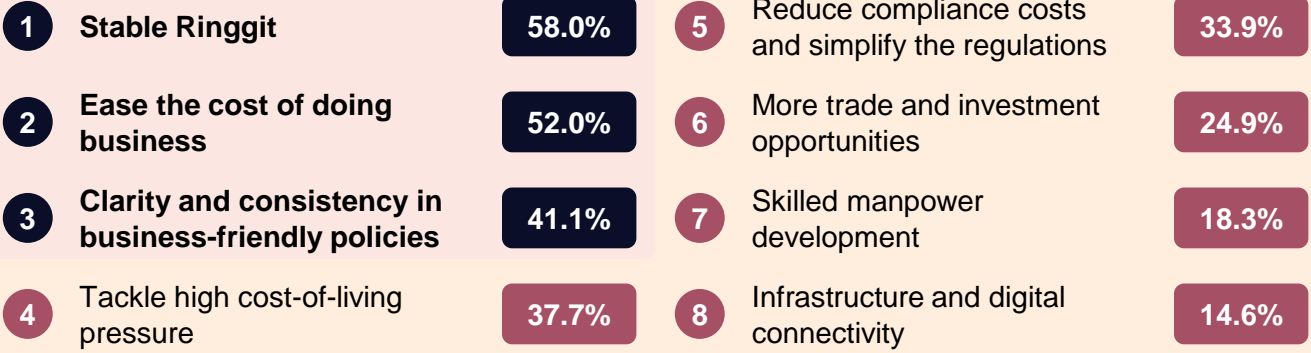 1 Stable Ringgit 58.0%
2 Ease the cost of doing
business 52.0%
3 Clarity and consistency in
business-friendly policies 41.1%
4 Tackle high cost-of-living
pressure 37.7%
5 Reduce compliance costs
and simplify the regulations 33.9%
6 More trade and investment
opportunities 24.9%
7 Skilled manpower
development 18.3%
8 Infrastructure and digital
connectivity 14.6%